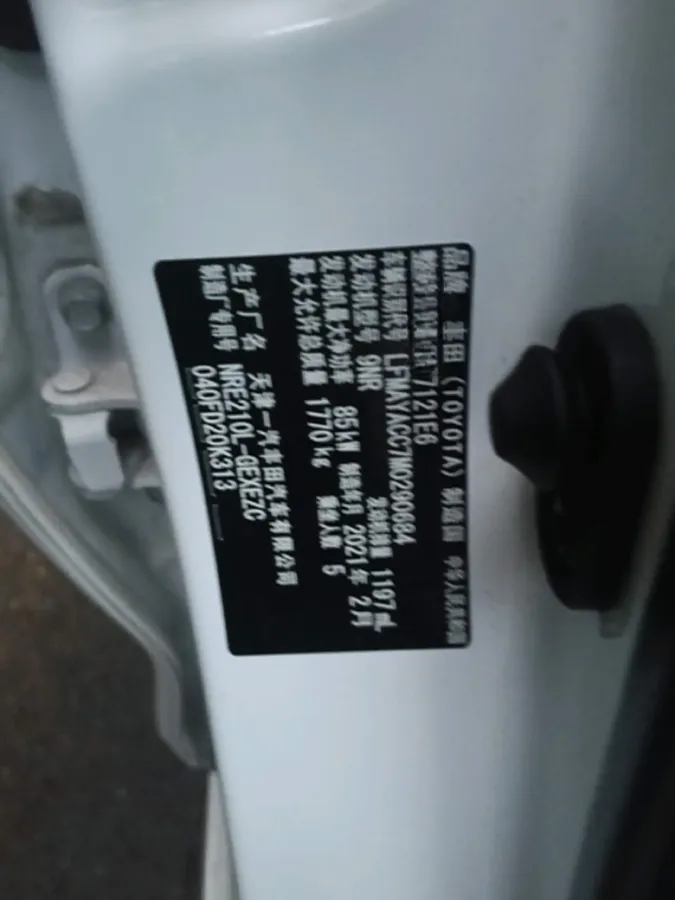 品牌 丰田 (TOYOTA) 制造国 中华人民共和国
整车型号 7121E6
车辆识别代号 LFMAYACC7M0290684
发动机型号 9NR 发动机排量 1197 mL
发动机最大净功率 85kW 制造年月 2021年 2月
最大允许总质量 1770kg 乘坐人数 5
生产厂名 天津一汽丰田汽车有限公司
制造厂专用号 NRE210L-GEXEZC
040FD20K313